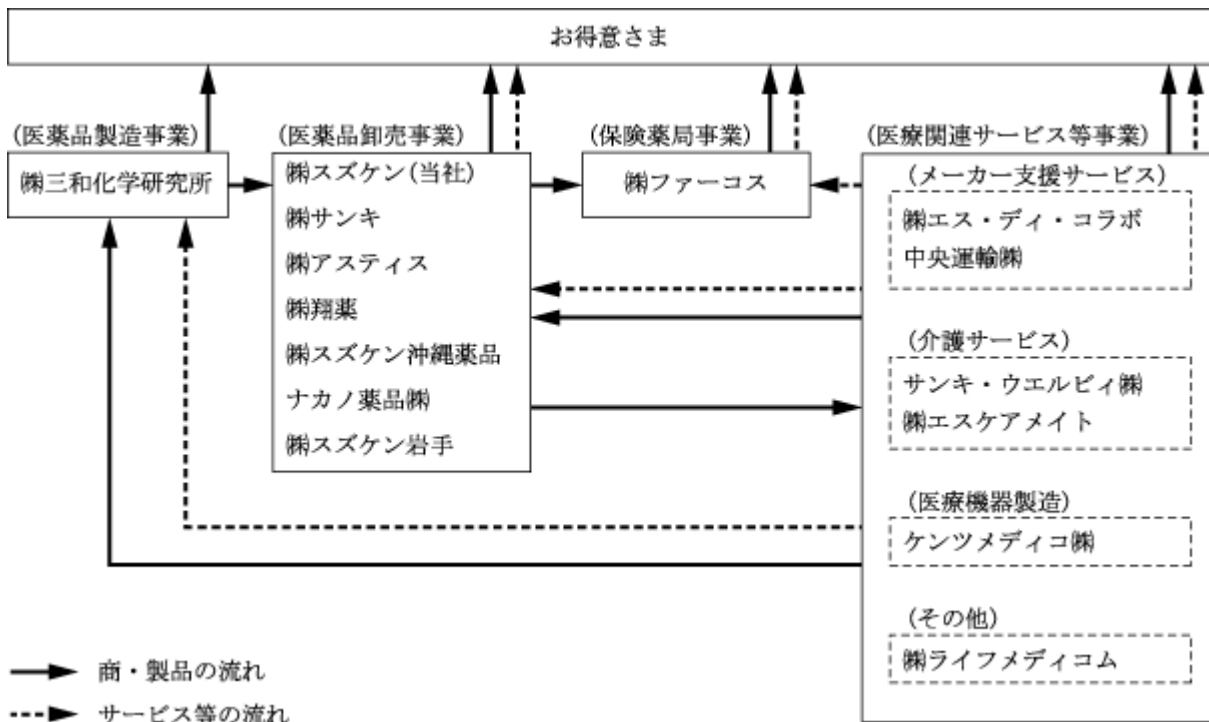 お得意さま
(医薬品製造事業)
㈱三和化学研究所
(医薬品卸売事業)
㈱スズケン(当社)
㈱サンキ
㈱アスティス
㈱翔薬
㈱スズケン沖縄薬品
ナカノ薬品㈱
㈱スズケン岩手
(保険薬局事業)
㈱ファーコス
(医療関連サービス等事業)
(メーカー支援サービス)
㈱エス・ディ・コラボ
中央運輸㈱
(介護サービス)
サンキ・ウエルビィ㈱
㈱エスケアメイト
(医療機器製造)
ケンツメディコ㈱
(その他)
㈱ライフメディコム
商・製品の流れ
サービス等の流れ